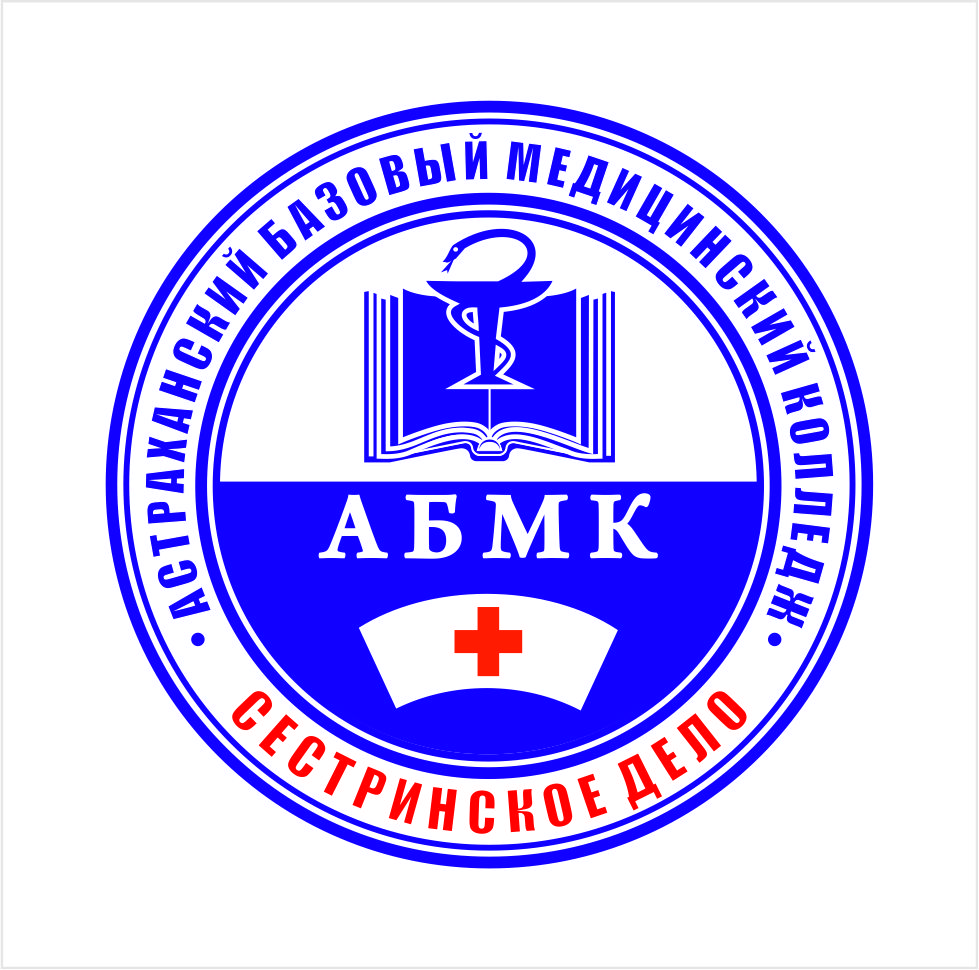 • АСТРАХАНСКИЙ БАЗОВЫЙ МЕДИЦИНСКИЙ КОЛЛЕДЖ •
АБМК
СЕСТРИНСКОЕ ДЕЛО